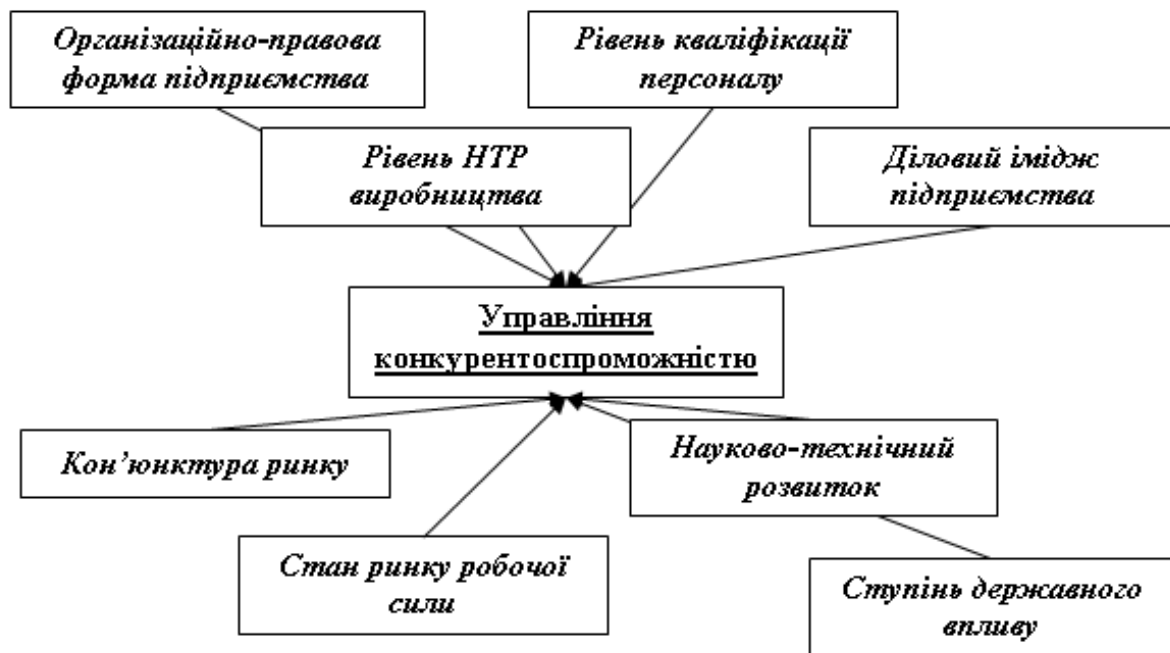 Організаційно-правова
форма підприємства
Рівень кваліфікації
персоналу
Рівень НТР
виробництва
Діловий імідж
підприємства
Управління
конкурентоспроможністю
Кон’юнктура ринку
Науково-технічний
розвиток
Стан ринку робочої
сили
Ступінь державного
впливу